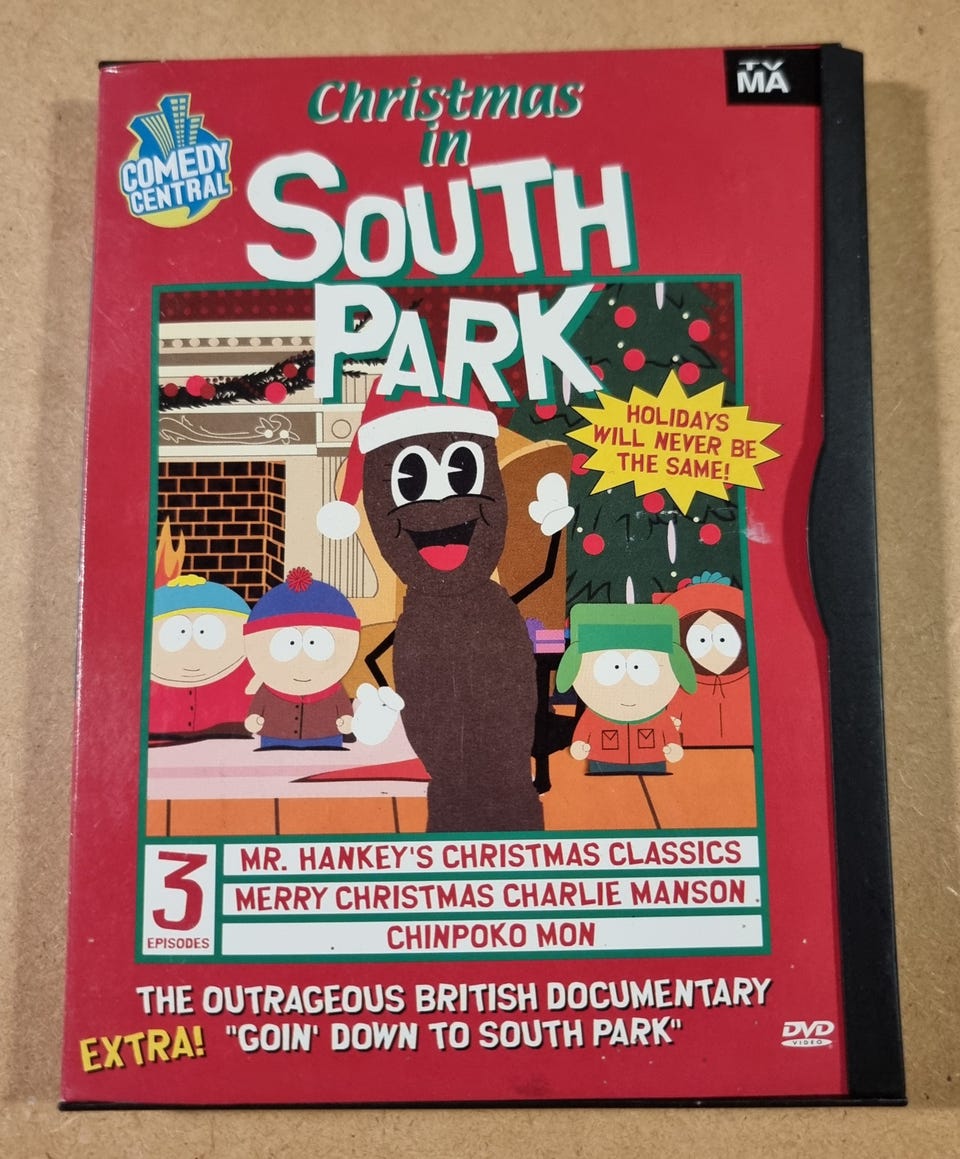 TV
MA
COMEDY
CENTRAL
Christmas
in
SOUTH
PARK
HOLIDAYS
WILL NEVER BE
THE SAME!
3
EPISODES
MR. HANKEY'S CHRISTMAS CLASSICS
MERRY CHRISTMAS CHARLIE MANSON
CHINPOKO MON
THE OUTRAGEOUS BRITISH DOCUMENTARY
EXTRA! "GOIN' DOWN TO SOUTH PARK"
DVD
VIDEO